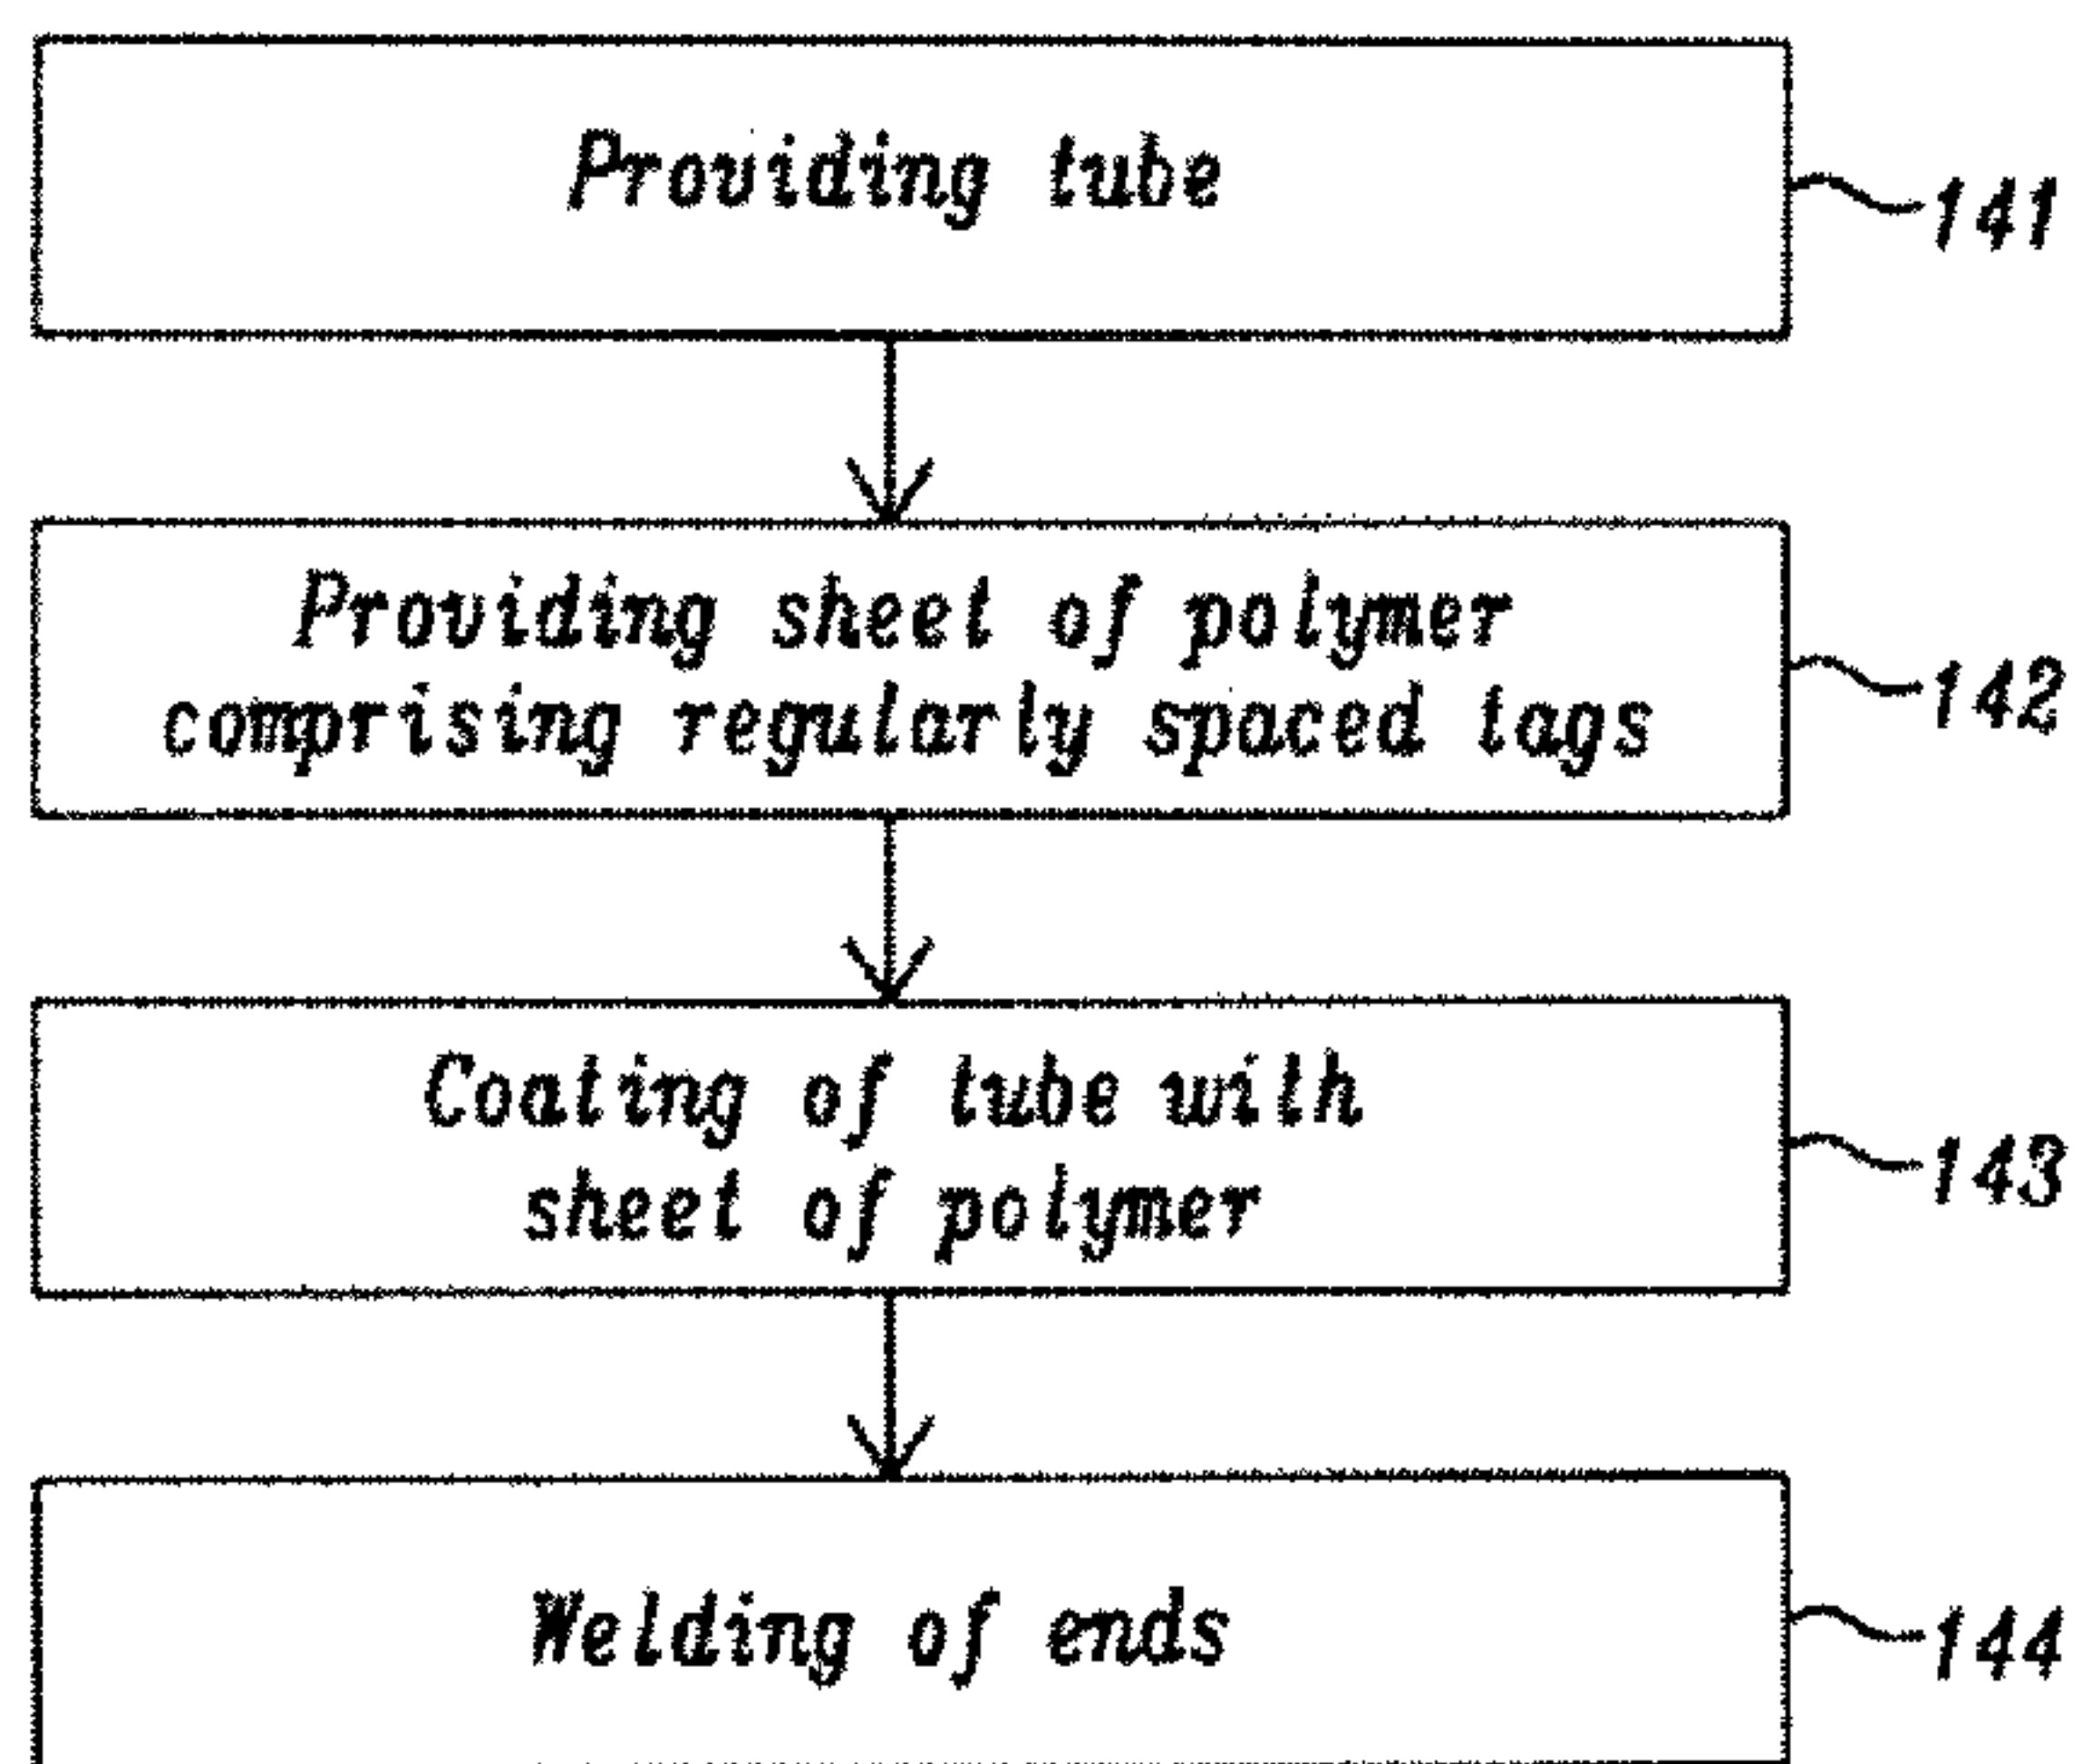 Providing tube
141
Providing sheet of polymer
comprising regularly spaced tags
142
Coating of tube with
sheet of polymer
143
Welding of ends
144